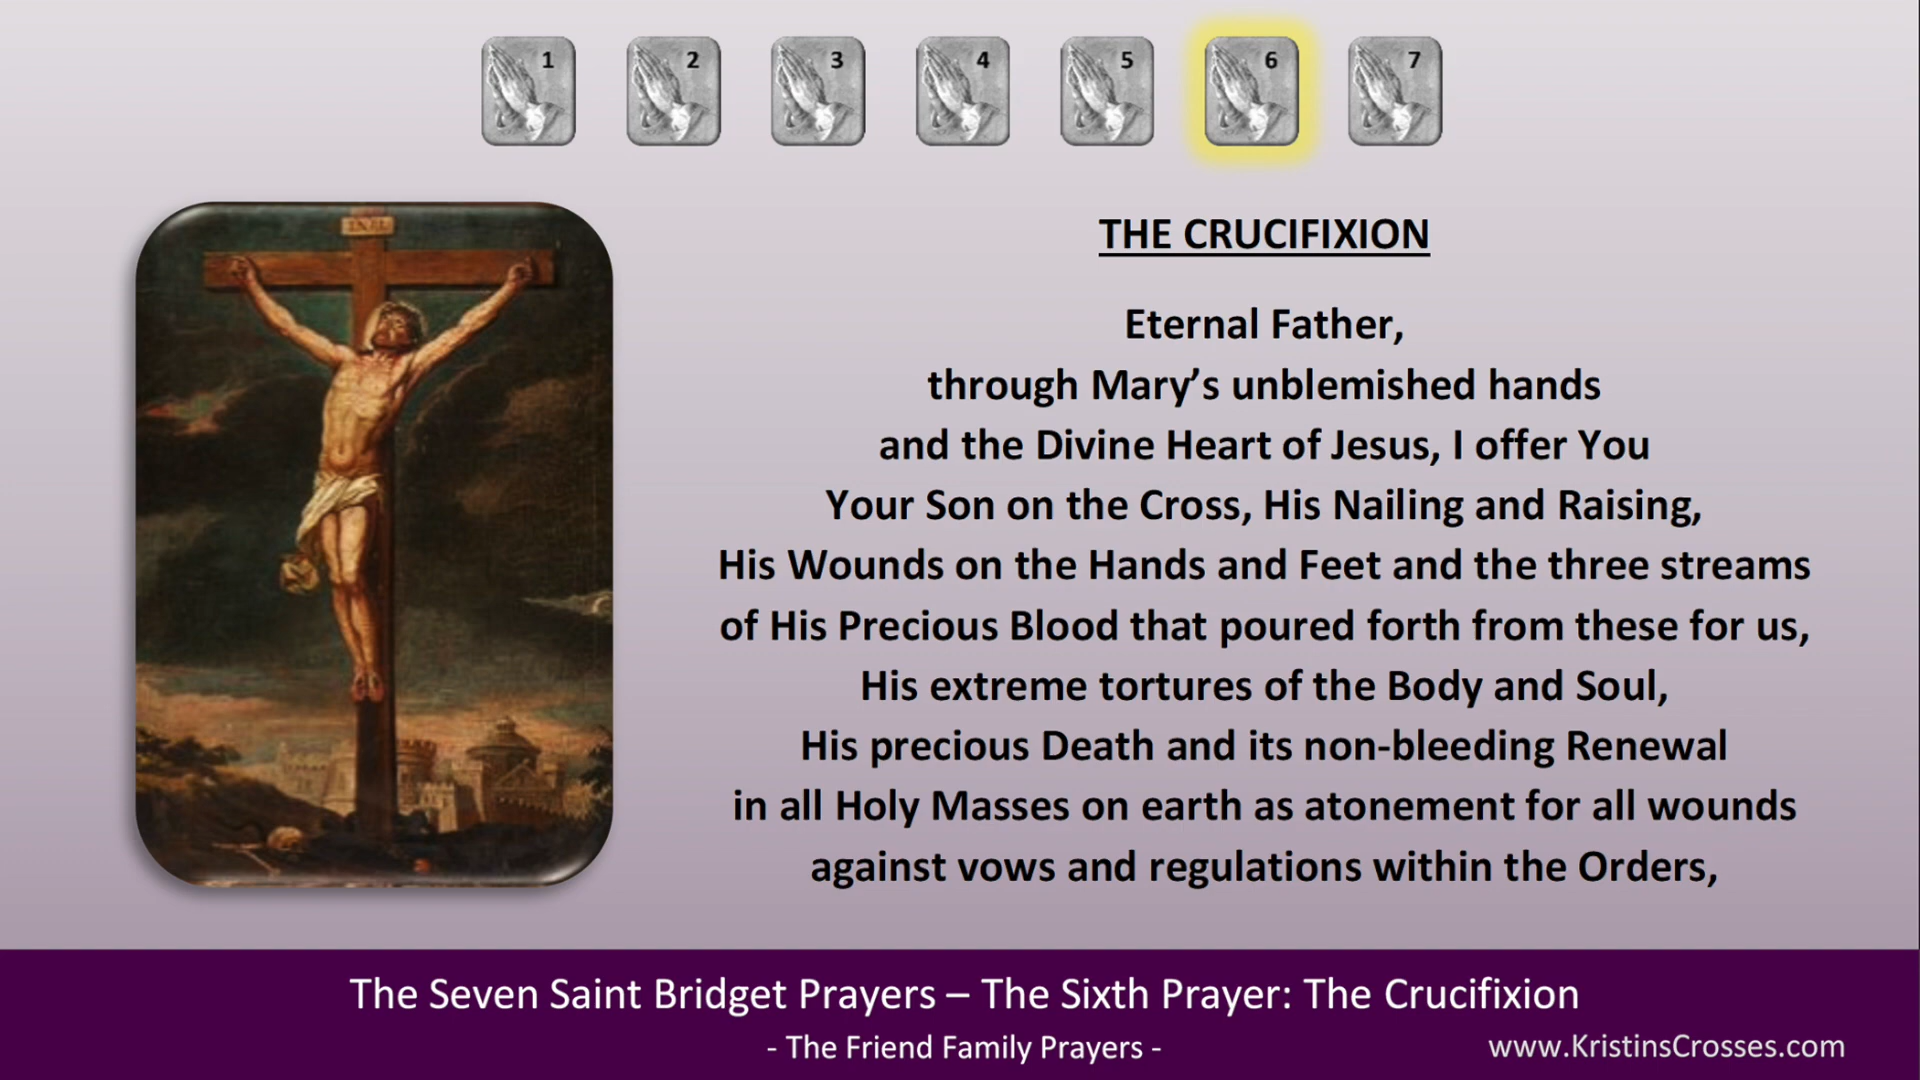 1 2 3 4 5 6 7
INRI
THE CRUCIFIXION
Eternal Father,
through Mary’s unblemished hands
and the Divine Heart of Jesus, I offer You
Your Son on the Cross, His Nailing and Raising,
His Wounds on the Hands and Feet and the three streams
of His Precious Blood that poured forth from these for us,
His extreme tortures of the Body and Soul,
His precious Death and its non-bleeding Renewal
in all Holy Masses on earth as atonement for all wounds
against vows and regulations within the Orders,
The Seven Saint Bridget Prayers – The Sixth Prayer: The Crucifixion
- The Friend Family Prayers -
www.KristinsCrosses.com